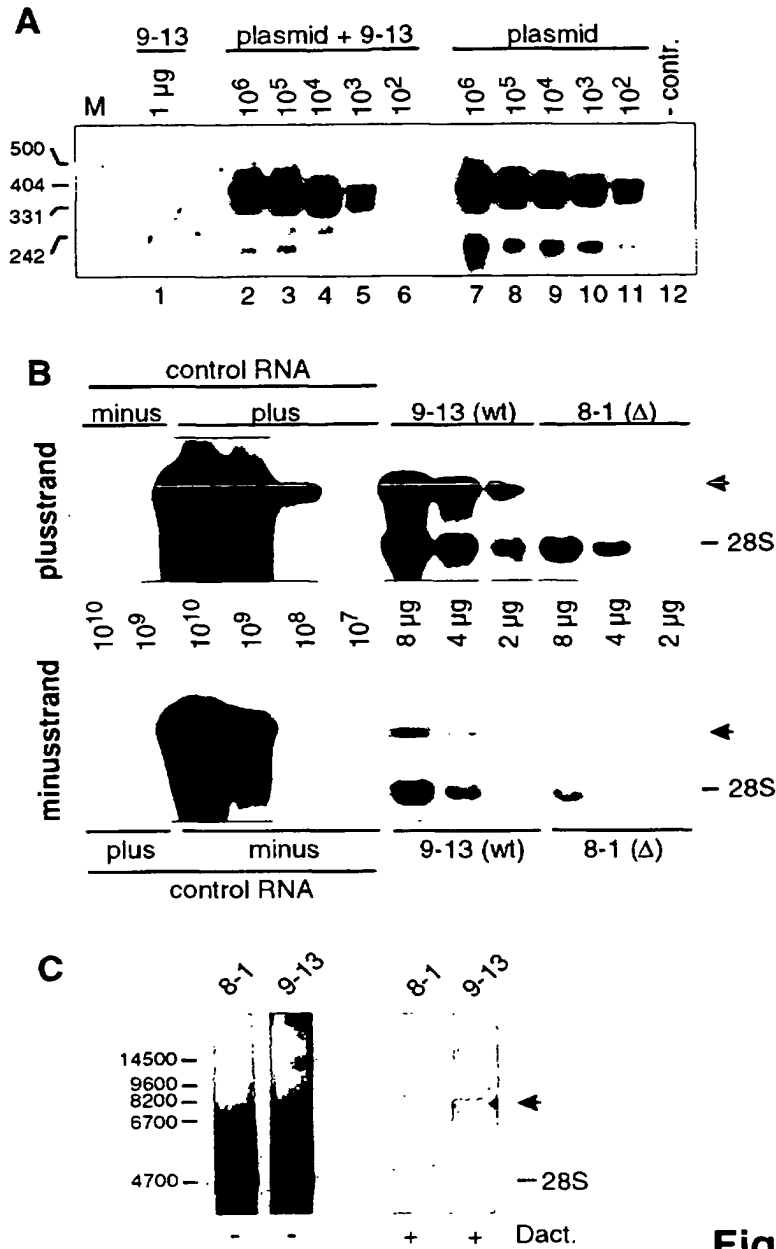 A
9-13 plasmid + 9-13 plasmid
M 1 µg 10⁶ 10⁵ 10⁴ 10³ 10² 10⁶ 10⁵ 10⁴ 10³ 10² - contr.
500
404
331
242
1 2 3 4 5 6 7 8 9 10 11 12
B
control RNA
minus plus 9-13 (wt) 8-1 (Δ)
plusstrand
28S
10¹⁰ 10⁹ 10¹⁰ 10⁹ 10⁸ 10⁷ 8 µg 4 µg 2 µg 8 µg 4 µg 2 µg
minusstrand
28S
plus minus 9-13 (wt) 8-1 (Δ)
control RNA
C
8-1 9-13 8-1 9-13
14500
9600
8200
6700
4700 28S
- - + + Dact.
Fig